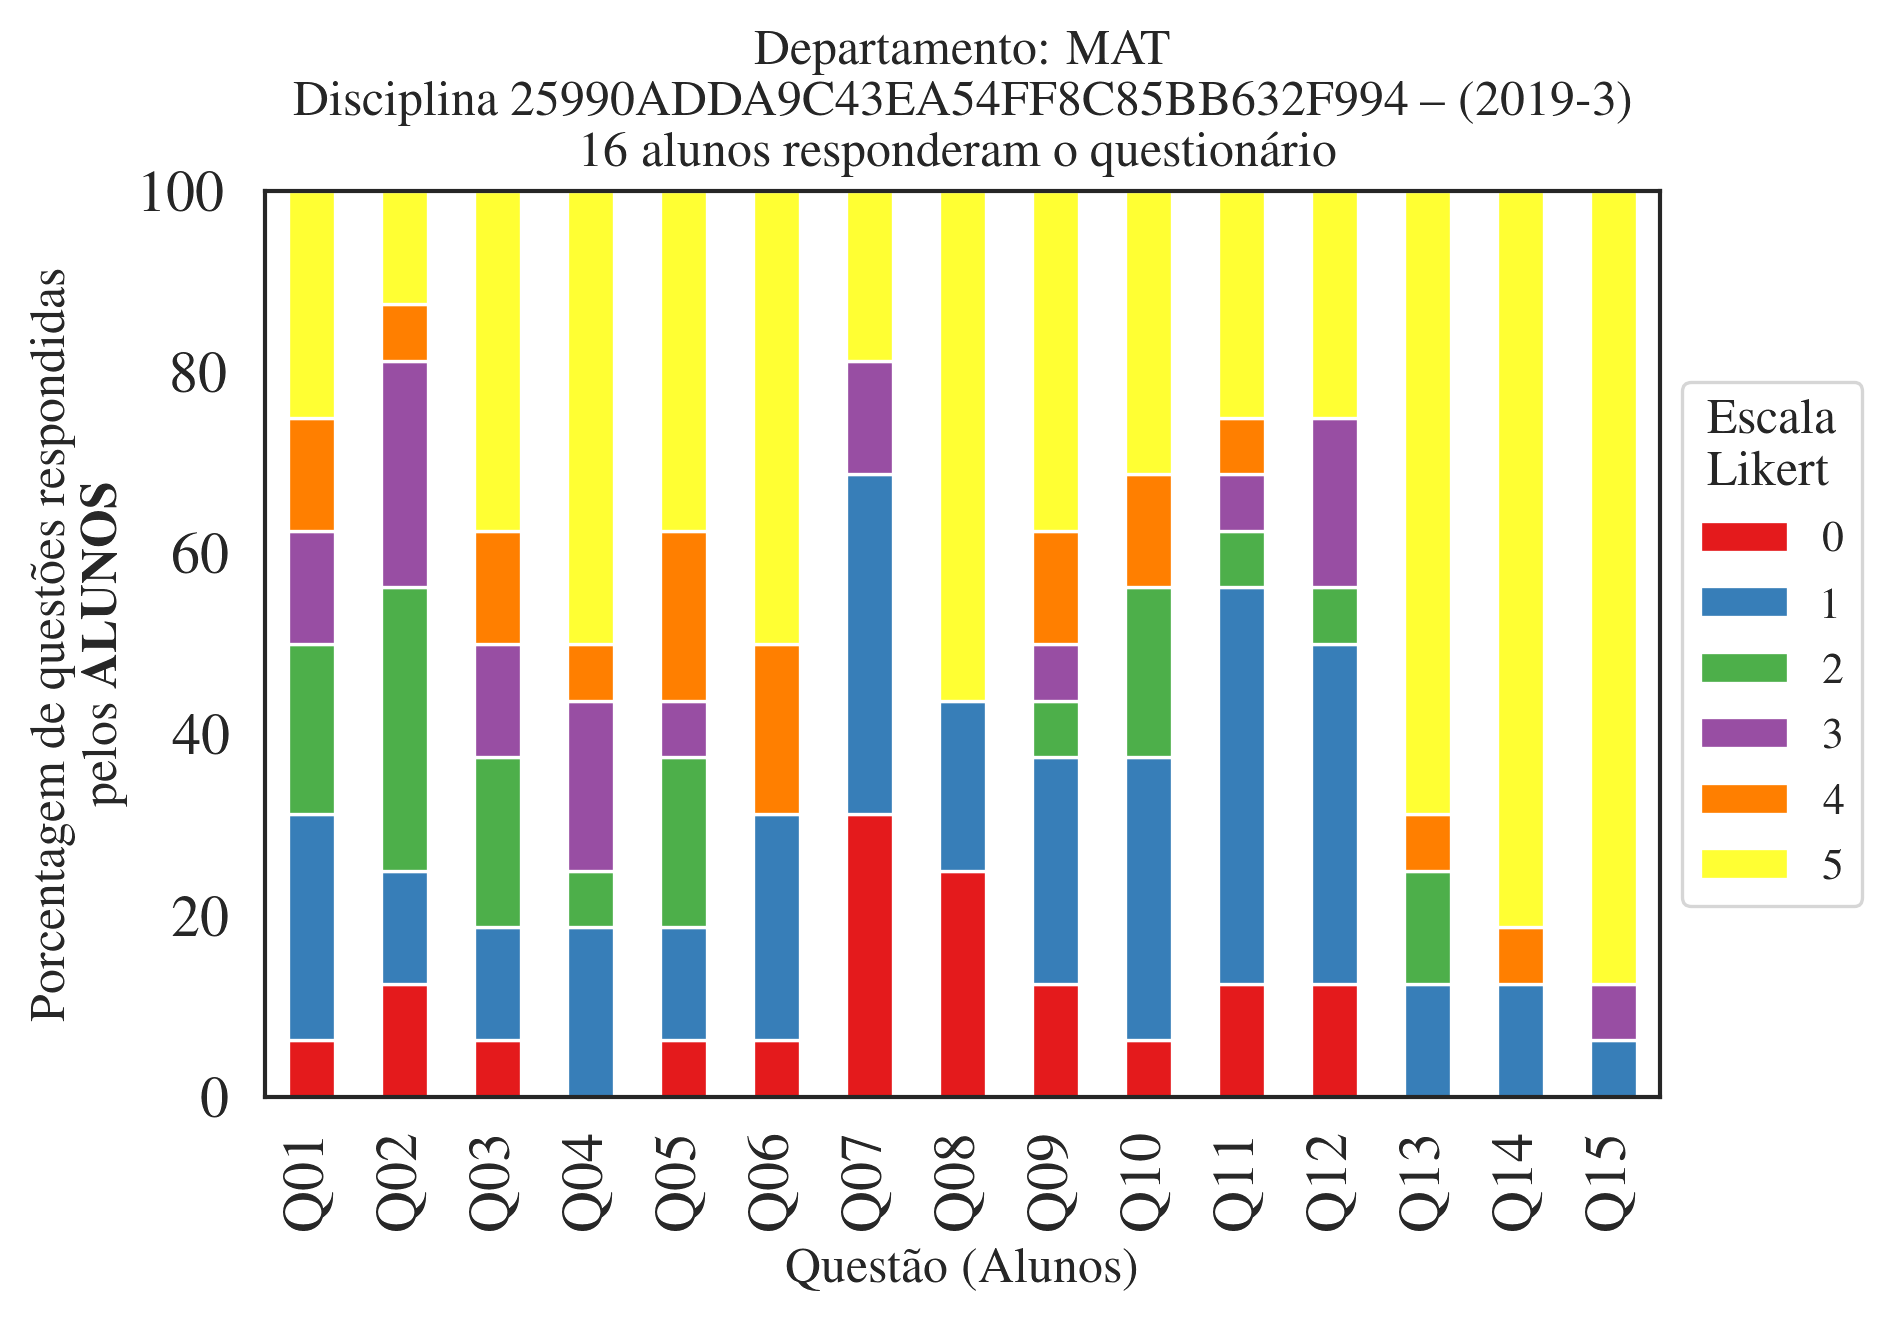 Departamento: MAT
Disciplina 25990ADDA9C43EA54FF8C85BB632F994 – (2019-3)
16 alunos responderam o questionário
Porcentagem de questões respondidas
pelos ALUNOS
100
80
60
40
20
0
Q01
Q02
Q03
Q04
Q05
Q06
Q07
Q08
Q09
Q10
Q11
Q12
Q13
Q14
Q15
Questão (Alunos)
Escala
Likert
0
1
2
3
4
5